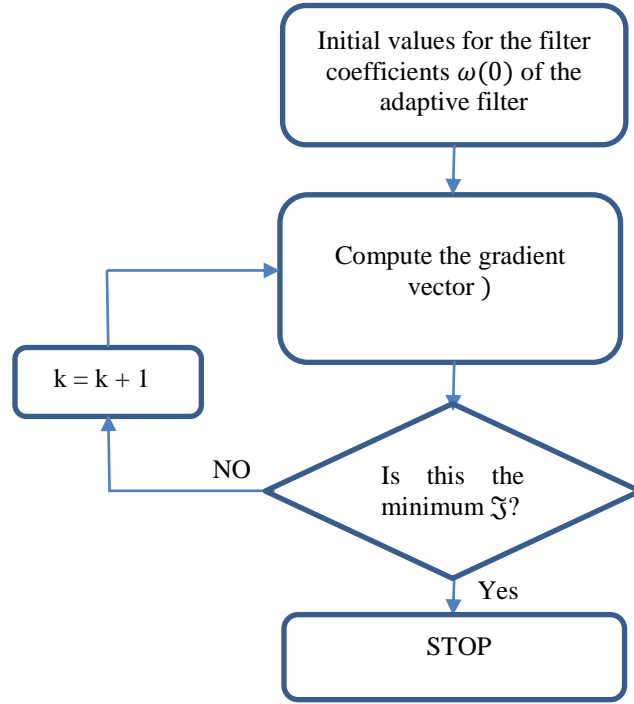 Initial values for the filter
coefficients ω(0) of the
adaptive filter
Compute the gradient
vector )
k = k + 1
NO
Is this the
minimum 𝔍?
Yes
STOP